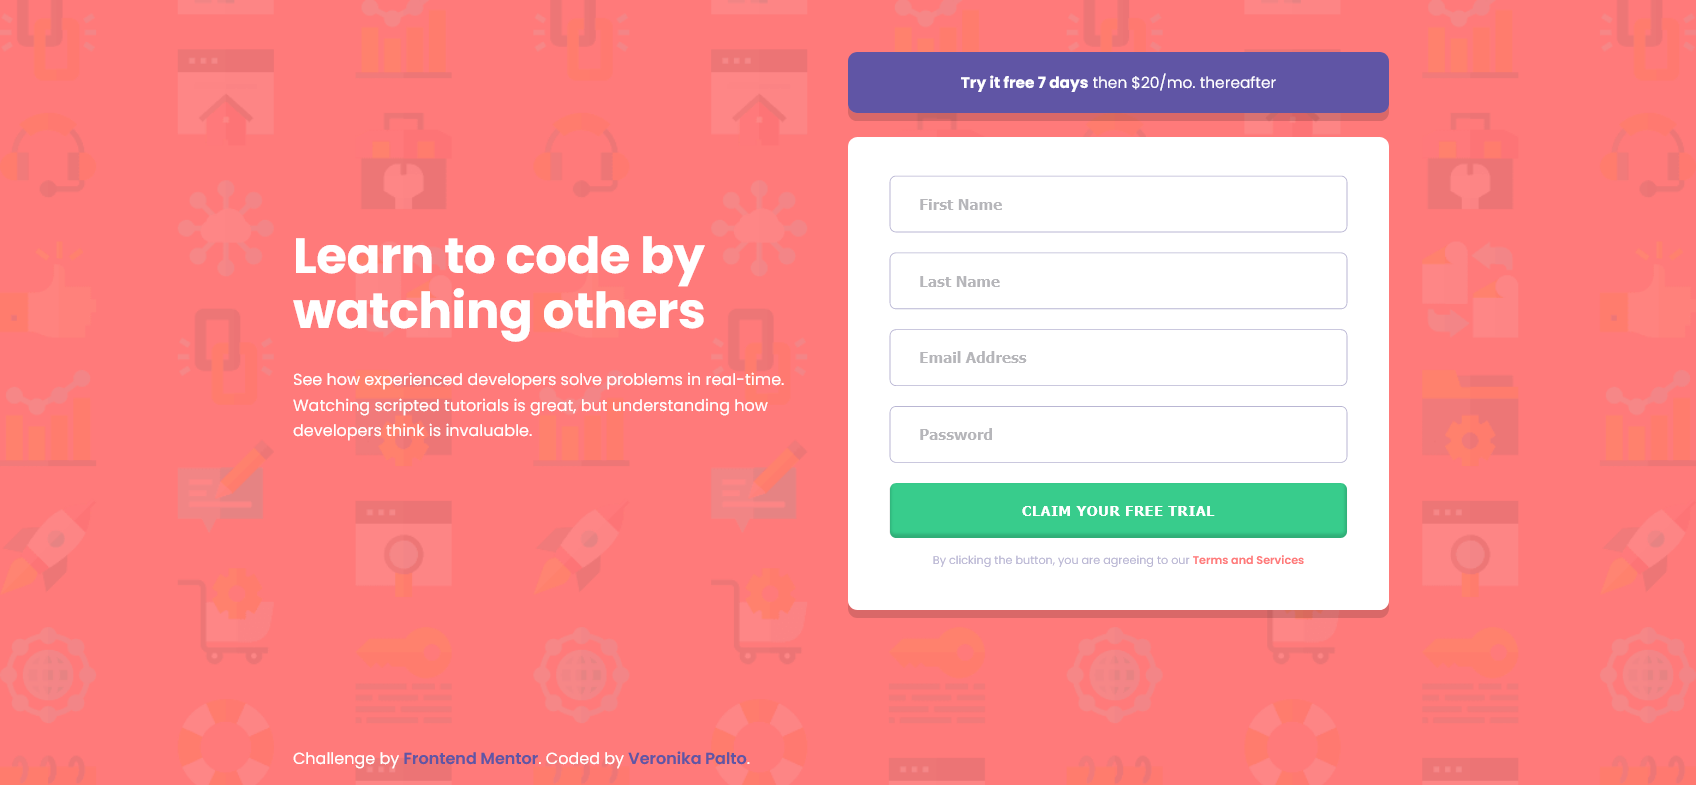 Learn to code by
watching others
See how experienced developers solve problems in real-time.
Watching scripted tutorials is great, but understanding how
developers think is invaluable.
Try it free 7 days then $20/mo. thereafter
First Name
Last Name
Email Address
Password
CLAIM YOUR FREE TRIAL
By clicking the button, you are agreeing to our Terms and Services
Challenge by Frontend Mentor. Coded by Veronika Palto.